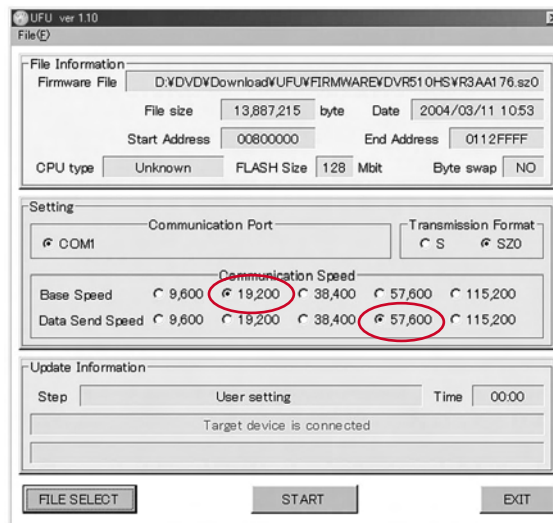 UFU ver 1.10
File(F)
File Information
Firmware File D:¥DVD¥Download¥UFU¥FIRMWARE¥DVR510HS¥R3AA176.sz0
File size 13,887,215 byte Date 2004/03/11 10:53
Start Address 00800000 End Address 0112FFFF
CPU type Unknown FLASH Size 128 Mbit Byte swap NO
Setting
Communication Port Transmission Format
COM1 S SZ0
Communication Speed
Base Speed 9,600 19,200 38,400 57,600 115,200
Data Send Speed 9,600 19,200 38,400 57,600 115,200
Update Information
Step User setting Time 00:00
Target device is connected
FILE SELECT START EXIT